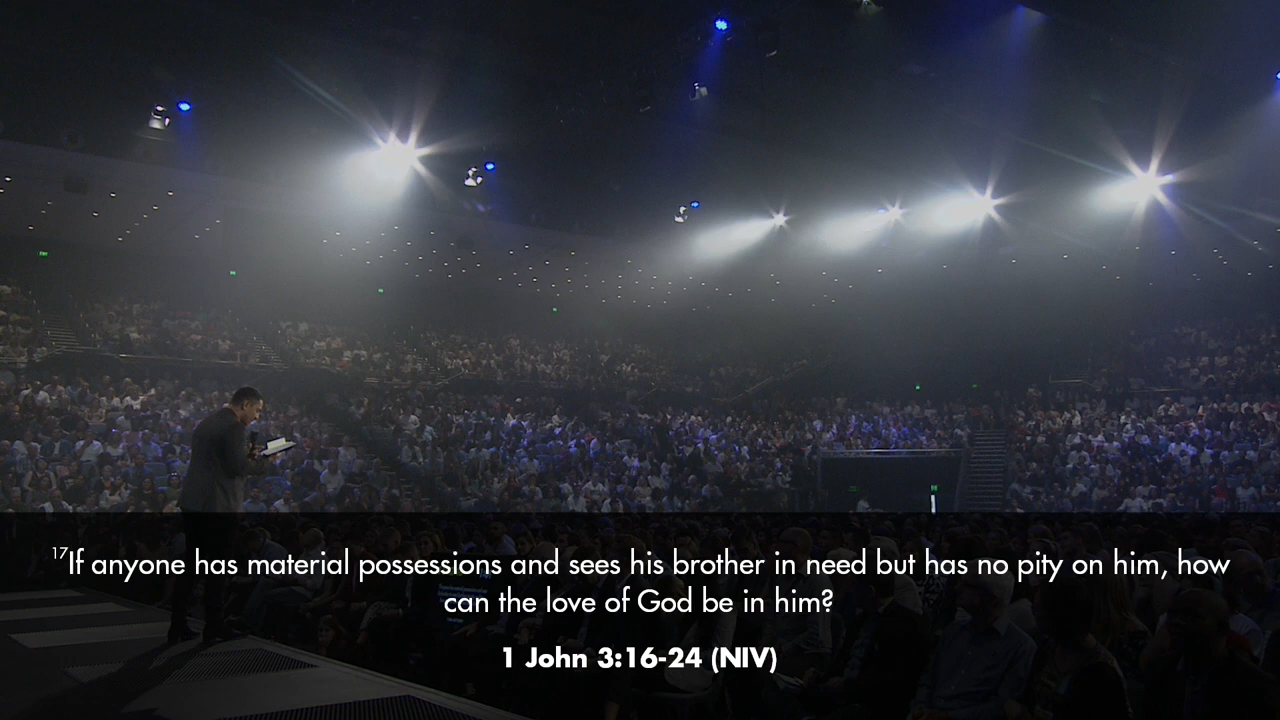 ¹⁷If anyone has material possessions and sees his brother in need but has no pity on him, how
can the love of God be in him?
1 John 3:16-24 (NIV)